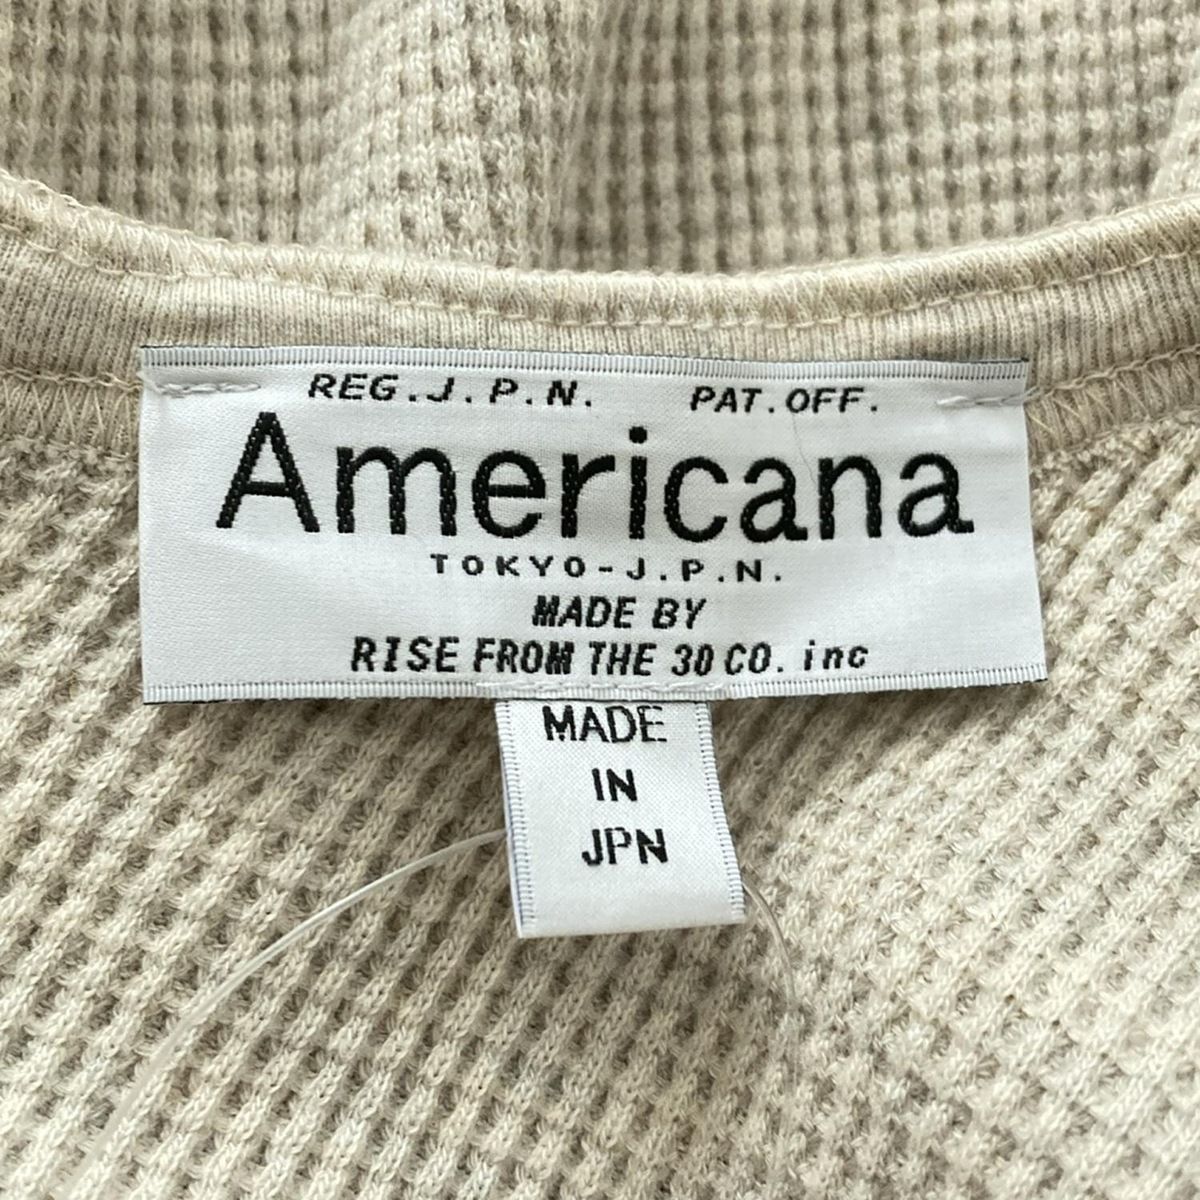 REG.J.P.N. PAT.OFF.
Americana
TOKYO-J.P.N.
MADE BY
RISE FROM THE 30 CO. inc
MADE
IN
JPN